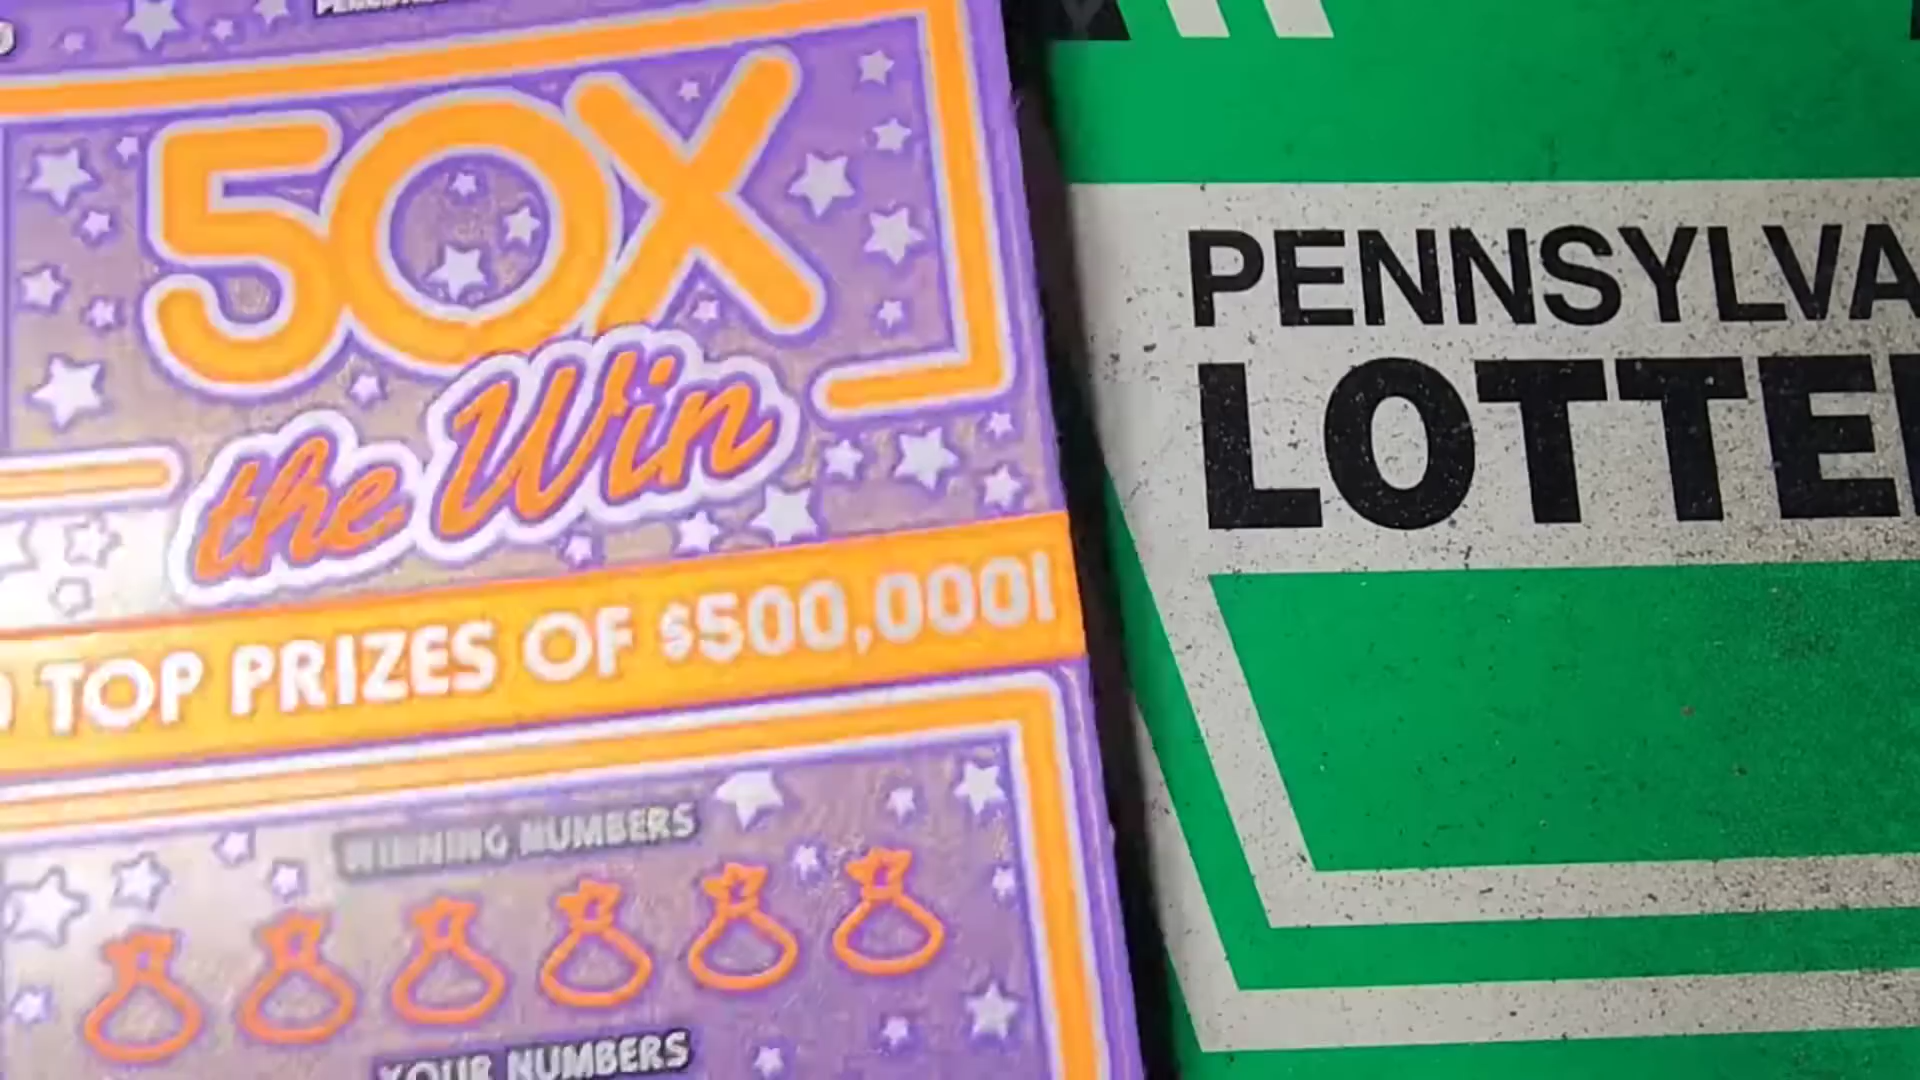 50X
the Win
TOP PRIZES OF $500,000!
WINNING NUMBERS
YOUR NUMBERS
PENNSYLVA
LOTTE